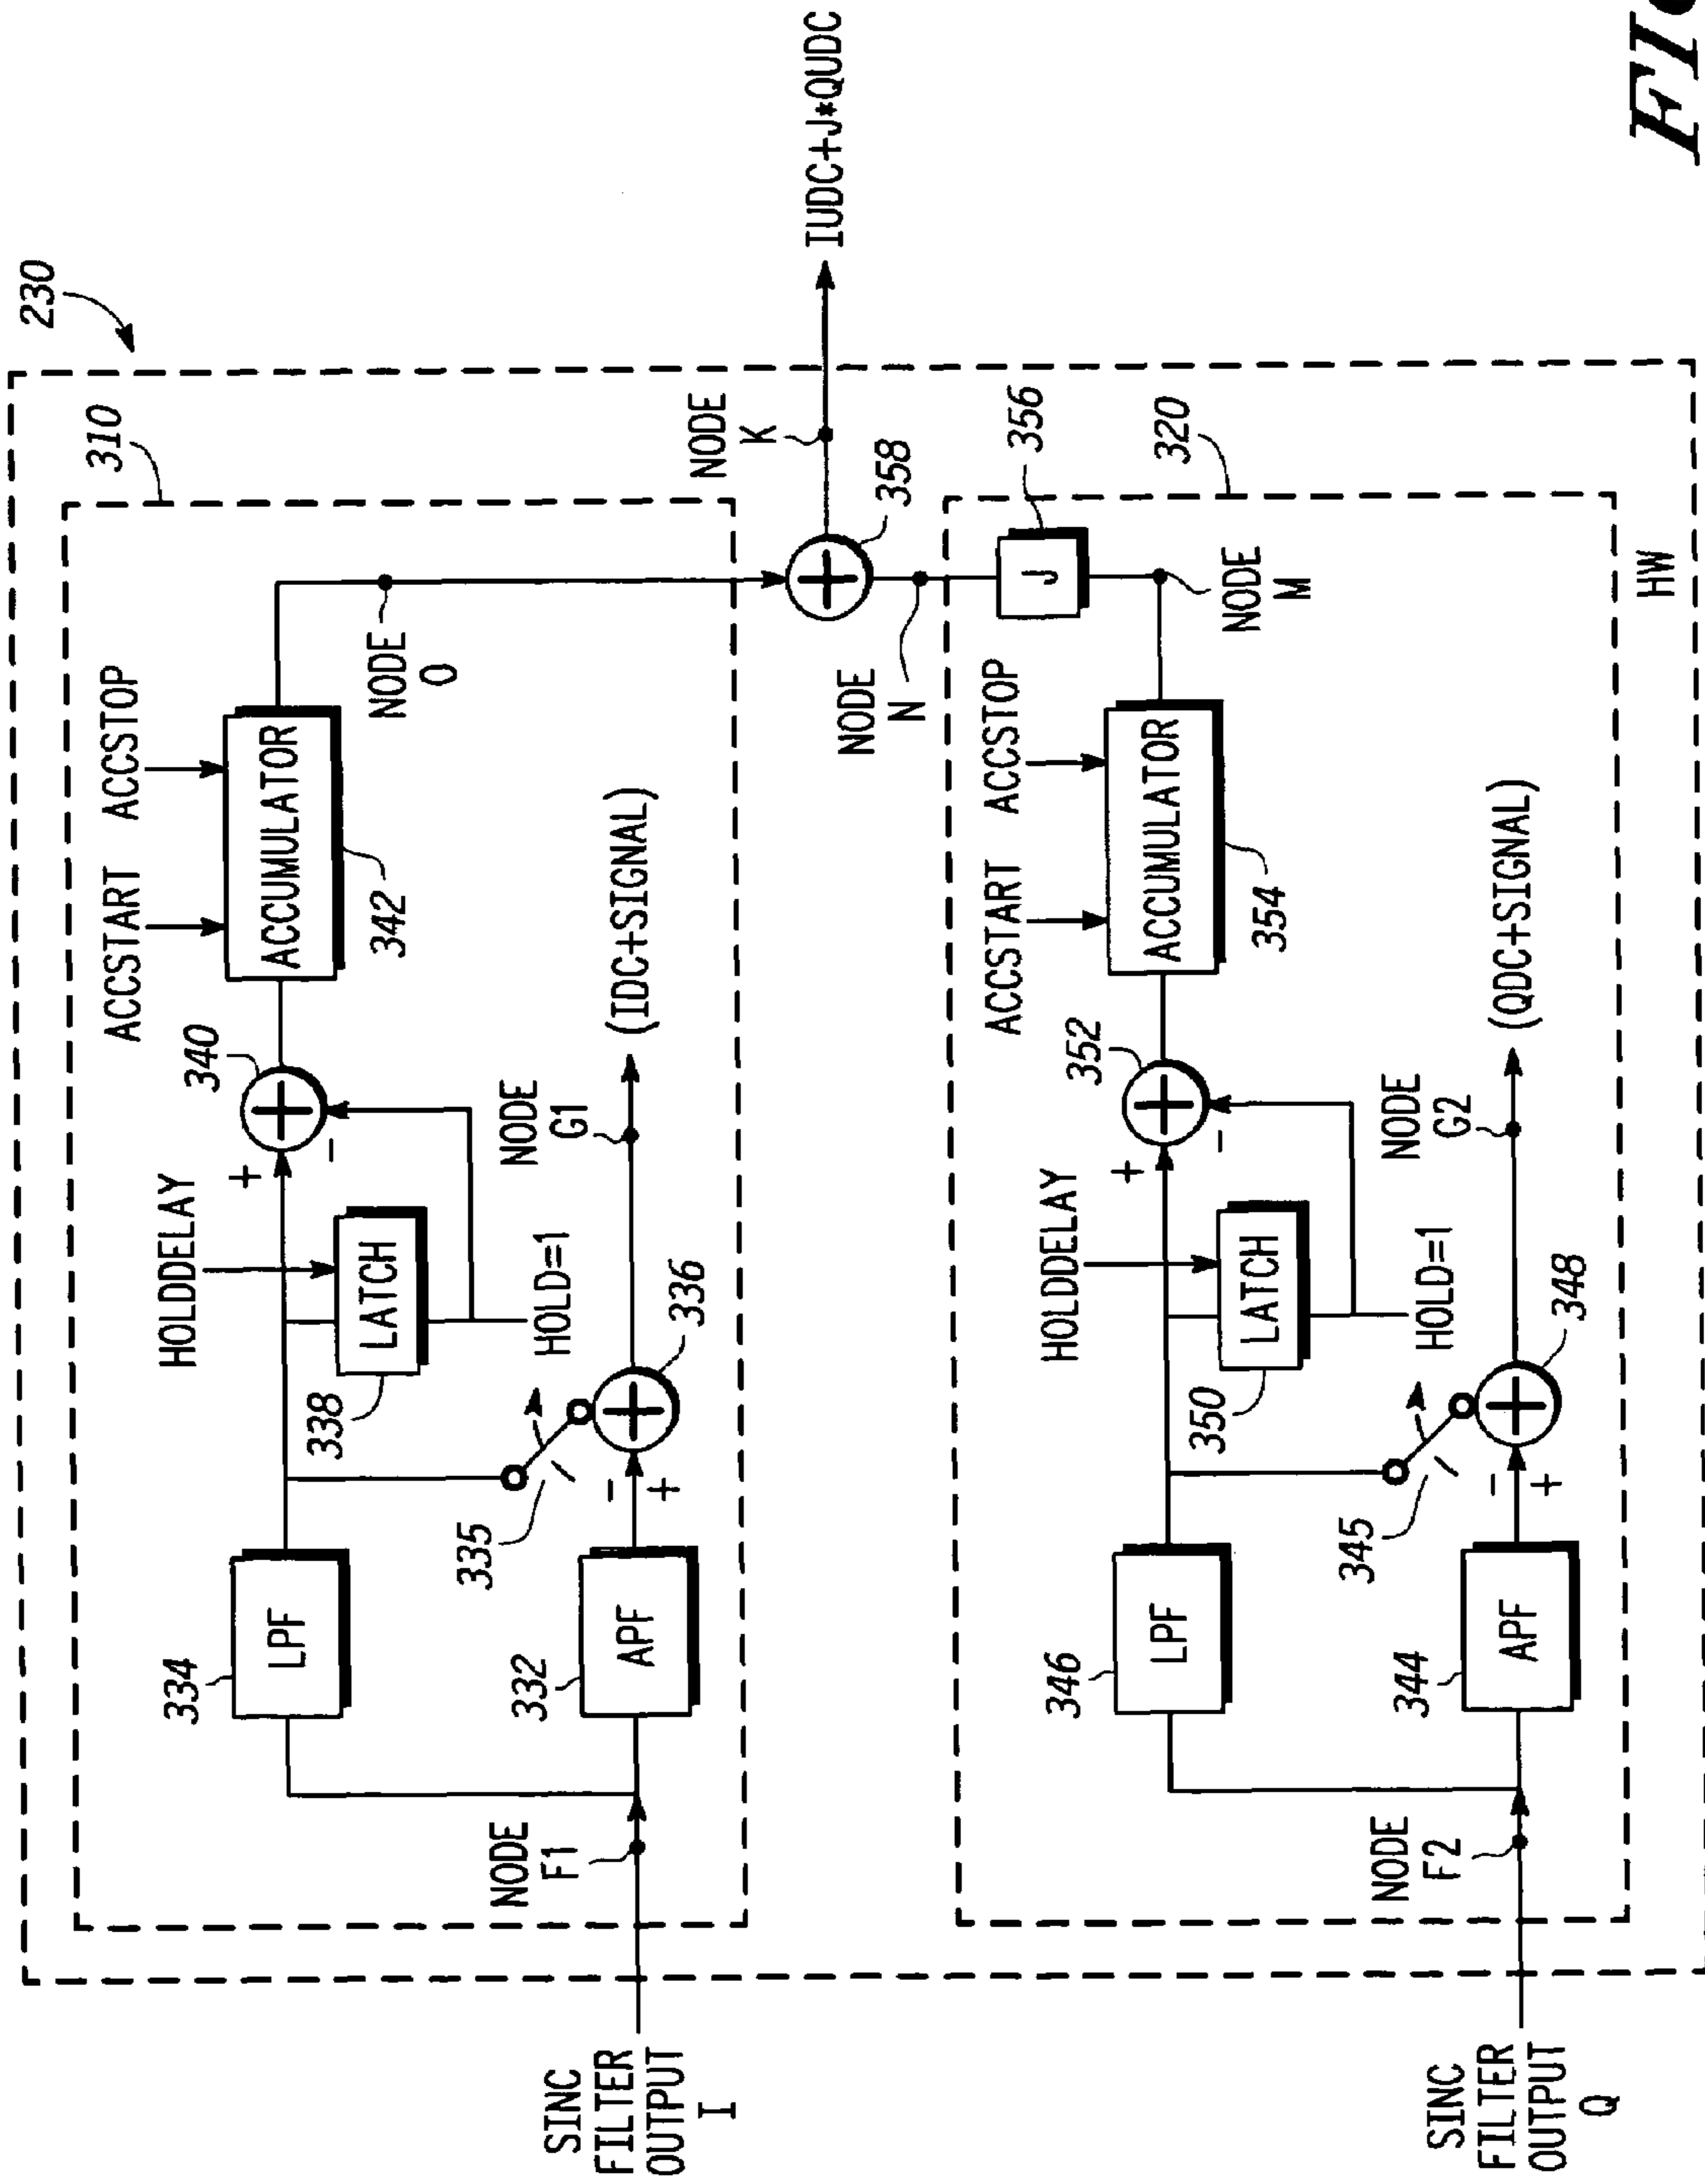 230
310
ACCSTART
ACCSTOP
HOLDDELAY
340
334
LPF
338
LATCH
+
-
ACCUMULATOR
342
NODE
O
HOLD=1
335
332
APF
-
+
336
NODE
G1
(IDC+SIGNAL)
NODE
F1
SINC
FILTER
OUTPUT
I
NODE
K
IUDC+J*QUDC
358
NODE
N
356
J
320
NODE
M
ACCSTART
ACCSTOP
HOLDDELAY
352
346
LPF
350
LATCH
+
-
ACCUMULATOR
354
HOLD=1
345
344
APF
-
+
348
NODE
G2
(QDC+SIGNAL)
NODE
F2
SINC
FILTER
OUTPUT
Q
HW